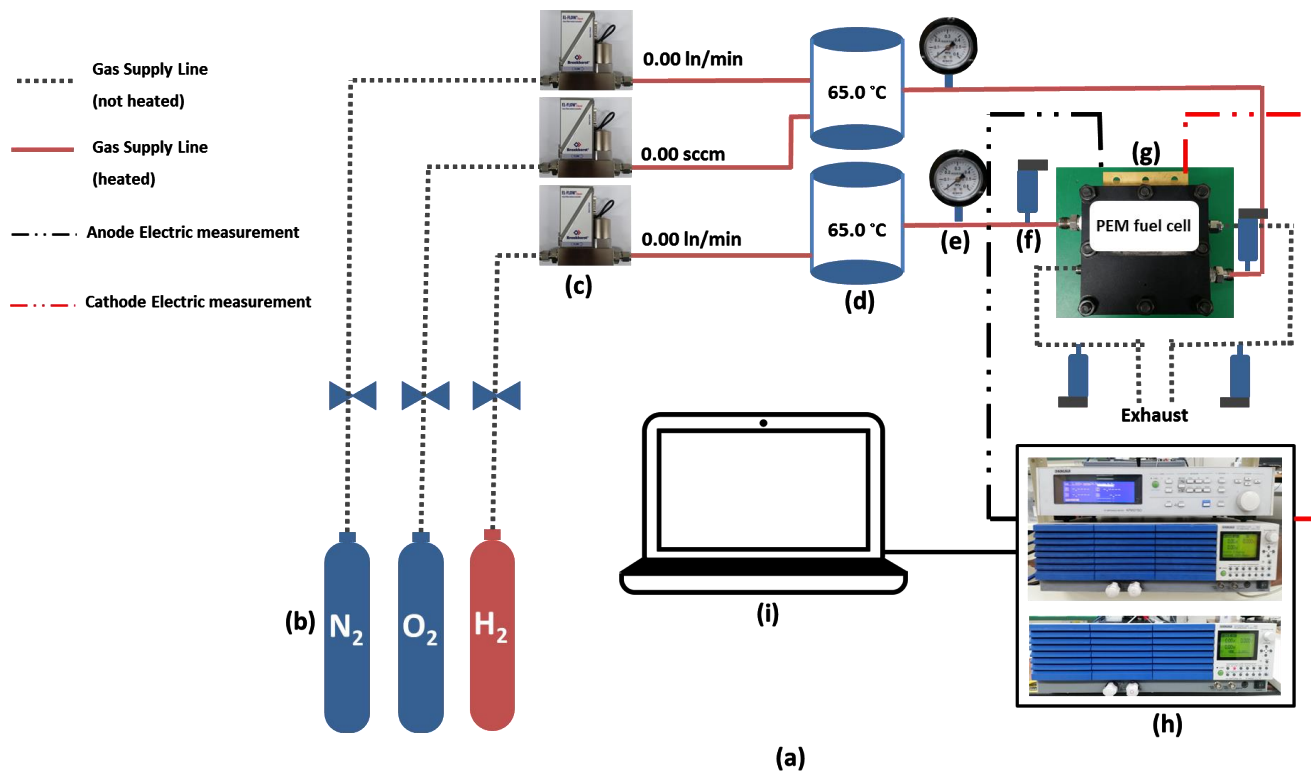 Gas Supply Line
(not heated)
Gas Supply Line
(heated)
Anode Electric measurement
Cathode Electric measurement
0.00 ln/min
0.00 sccm
0.00 ln/min
(c)
65.0 °C
65.0 °C
(d)
(e)
(f)
(g)
PEM fuel cell
Exhaust
(b)
N2
O2
H2
(i)
(h)
(a)